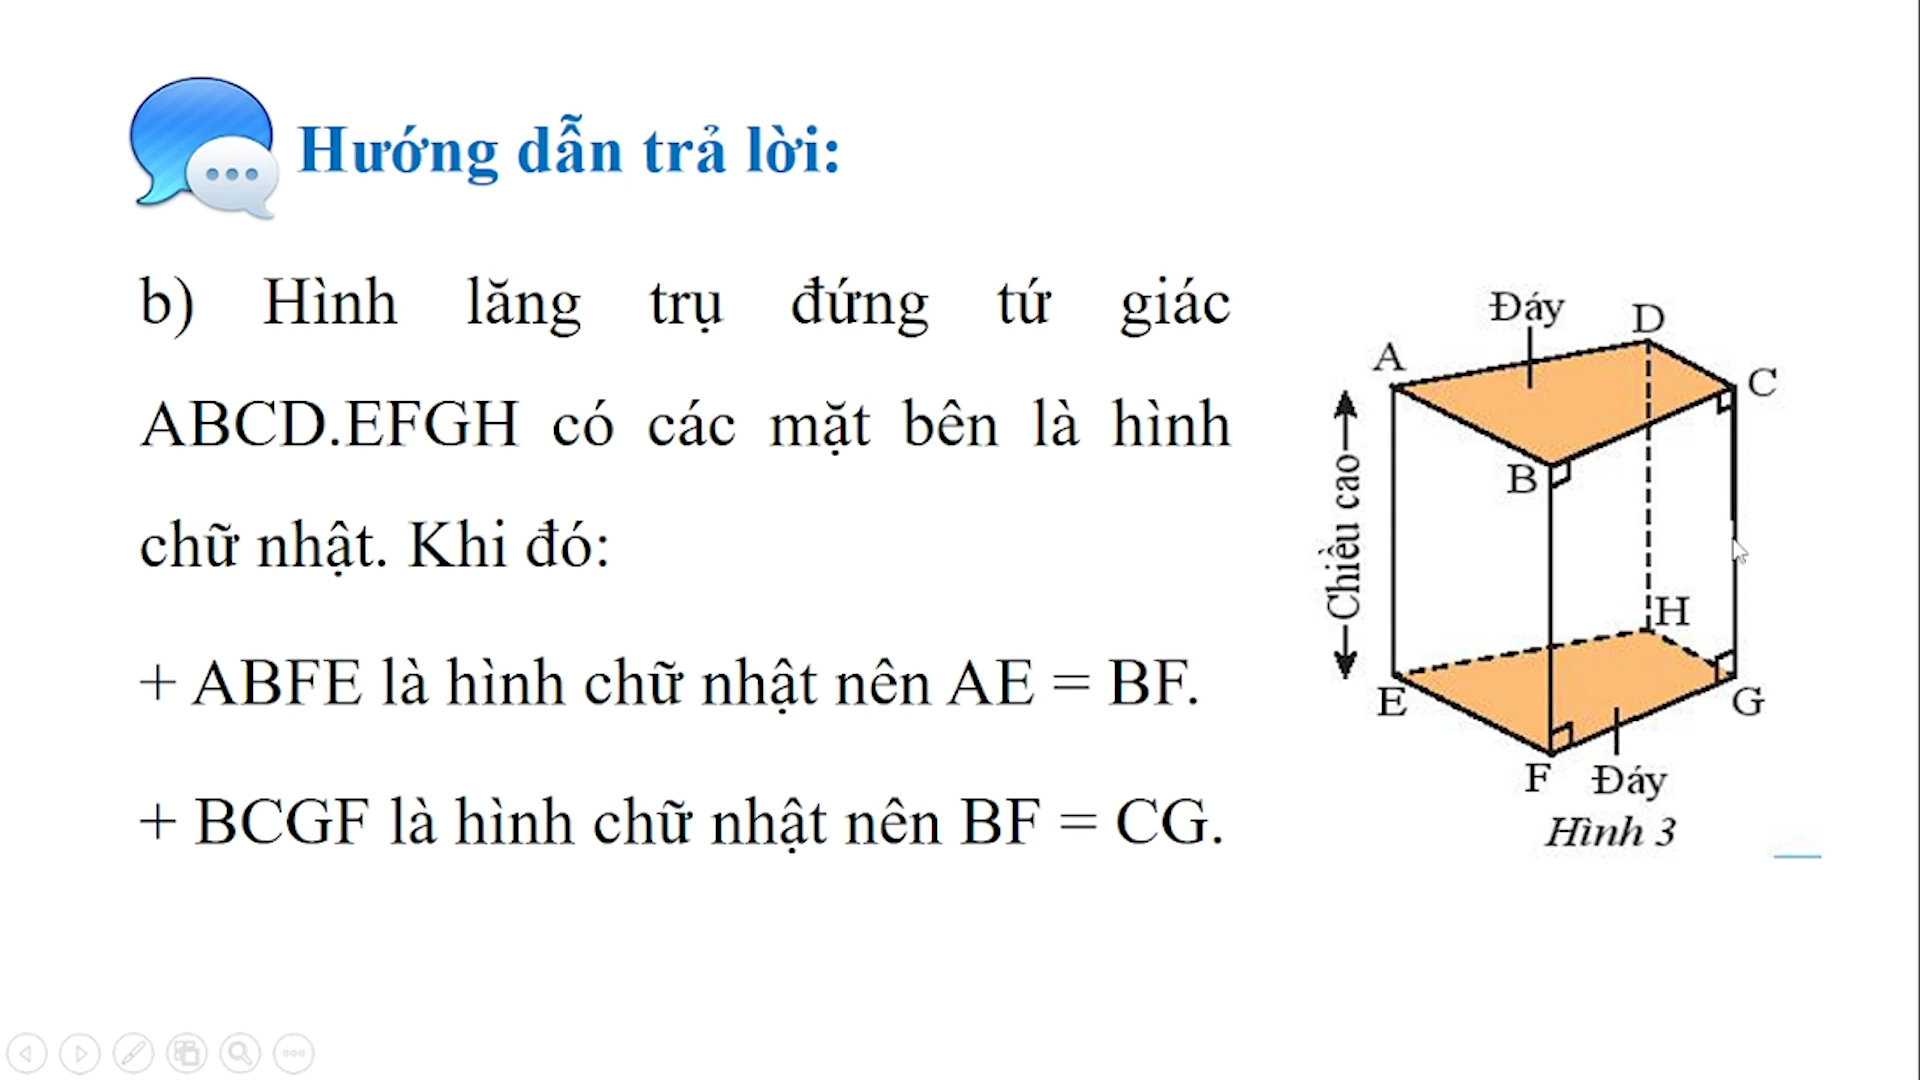 Hướng dẫn trả lời:
b) Hình lăng trụ đứng tứ giác
ABCD.EFGH có các mặt bên là hình
chữ nhật. Khi đó:
+ ABFE là hình chữ nhật nên AE = BF.
+ BCGF là hình chữ nhật nên BF = CG.
Đáy
D
A
C
B
Chiều cao
H
E
G
F
Đáy
Hình 3